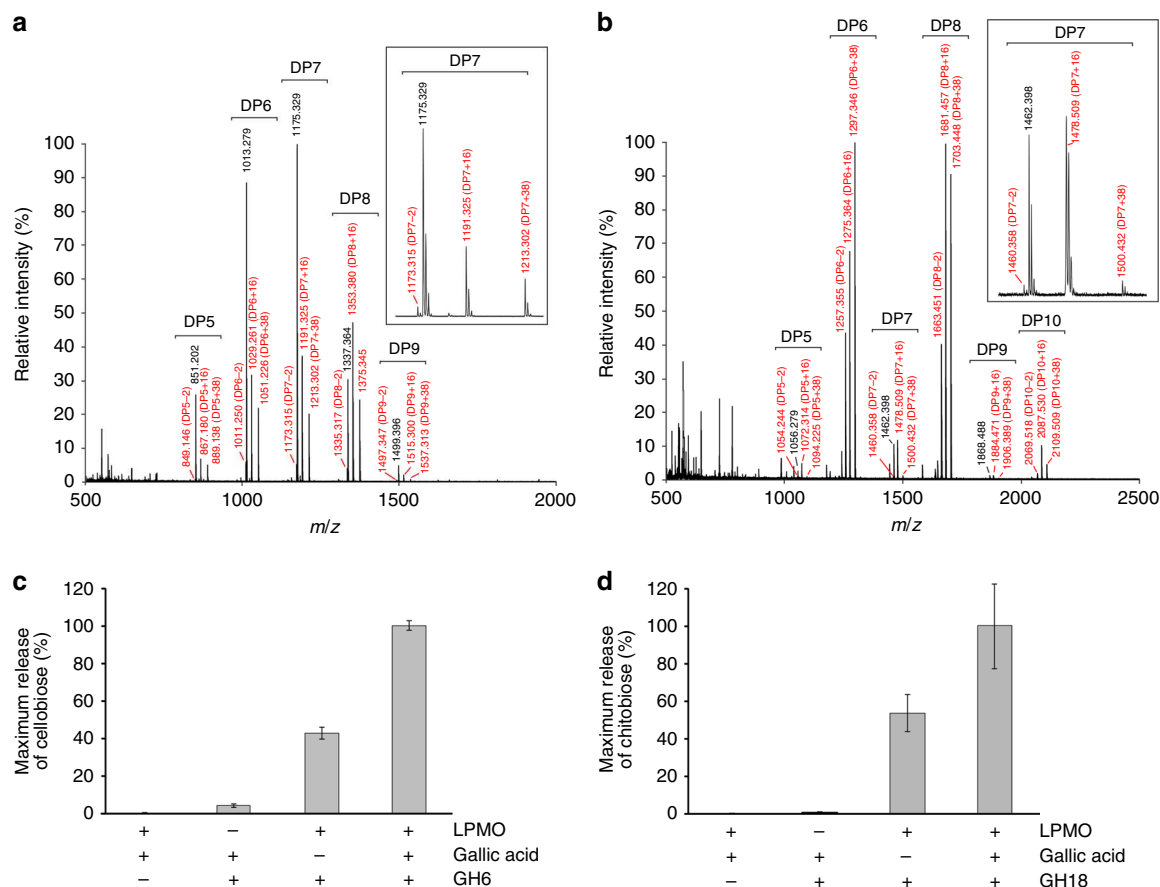 a
DP5
DP6
DP7
DP8
DP9
DP7
849.146 (DP5−2)
851.202
867.180 (DP5+16)
889.138 (DP5+38)
1011.250 (DP6−2)
1013.279
1029.261 (DP6+16)
1051.226 (DP6+38)
1173.315 (DP7−2)
1175.329
1191.325 (DP7+16)
1213.302 (DP7+38)
1335.317 (DP8−2)
1337.364
1353.380 (DP8+16)
1375.345
1497.347 (DP9−2)
1499.396
1515.300 (DP9+16)
1537.313 (DP9+38)
1173.315 (DP7−2)
1175.329
1191.325 (DP7+16)
1213.302 (DP7+38)
Relative intensity (%)
100
90
80
70
60
50
40
30
20
10
0
500 1000 1500 2000
m/z
b
DP5
DP6
DP7
DP8
DP9
DP10
DP7
1054.244 (DP5−2)
1056.279
1072.314 (DP5+16)
1094.225 (DP5+38)
1257.355 (DP6−2)
1275.364 (DP6+16)
1297.346 (DP6+38)
1460.358 (DP7−2)
1462.398
1478.509 (DP7+16)
1500.432 (DP7+38)
1663.451 (DP8−2)
1681.457 (DP8+16)
1703.448 (DP8+38)
1868.488
1884.471 (DP9+16)
1906.389 (DP9+38)
2069.518 (DP10−2)
2087.530 (DP10+16)
2109.509 (DP10+38)
1460.358 (DP7−2)
1462.398
1478.509 (DP7+16)
1500.432 (DP7+38)
Relative intensity (%)
100
90
80
70
60
50
40
30
20
10
0
500 1000 1500 2000 2500
m/z
c
Maximum release
of cellobiose (%)
120
100
80
60
40
20
0
+ − + + LPMO
+ + − + Gallic acid
− + + + GH6
d
Maximum release
of chitobiose (%)
120
100
80
60
40
20
0
+ − + + LPMO
+ + − + Gallic acid
− + + + GH18